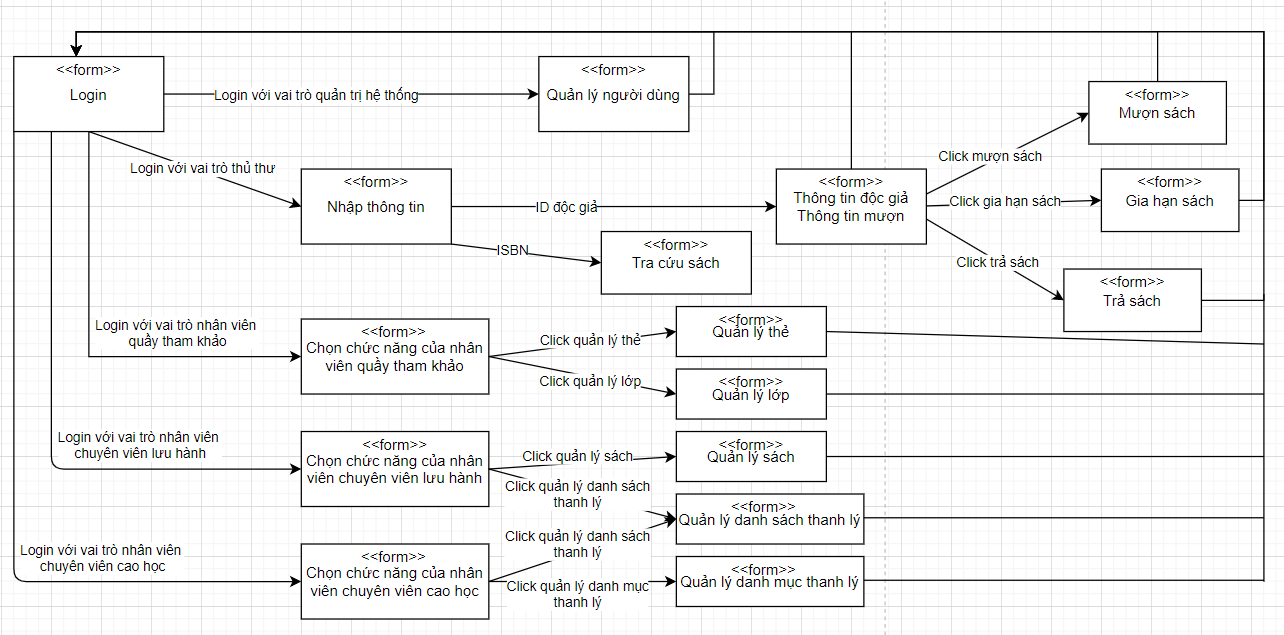 <<form>>
Login
Login với vai trò quản trị hệ thống
<<form>>
Quản lý người dùng
<<form>>
Mượn sách
Click mượn sách
Login với vai trò thủ thư
<<form>>
Nhập thông tin
ID độc giả
<<form>>
Thông tin độc giả
Thông tin mượn
Click gia hạn sách
<<form>>
Gia hạn sách
ISBN
<<form>>
Tra cứu sách
Click trả sách
<<form>>
Trả sách
Login với vai trò nhân viên
quầy tham khảo
<<form>>
Chọn chức năng của nhân
viên quầy tham khảo
Click quản lý thẻ
<<form>>
Quản lý thẻ
Click quản lý lớp
<<form>>
Quản lý lớp
Login với vai trò nhân viên
chuyên viên lưu hành
<<form>>
Chọn chức năng của nhân
viên chuyên viên lưu hành
Click quản lý sách
<<form>>
Quản lý sách
Click quản lý danh sách
thanh lý
<<form>>
Quản lý danh sách thanh lý
Click quản lý danh sách
thanh lý
Login với vai trò nhân viên
chuyên viên cao học
<<form>>
Chọn chức năng của nhân
viên chuyên viên cao học
Click quản lý danh mục
thanh lý
<<form>>
Quản lý danh mục thanh lý